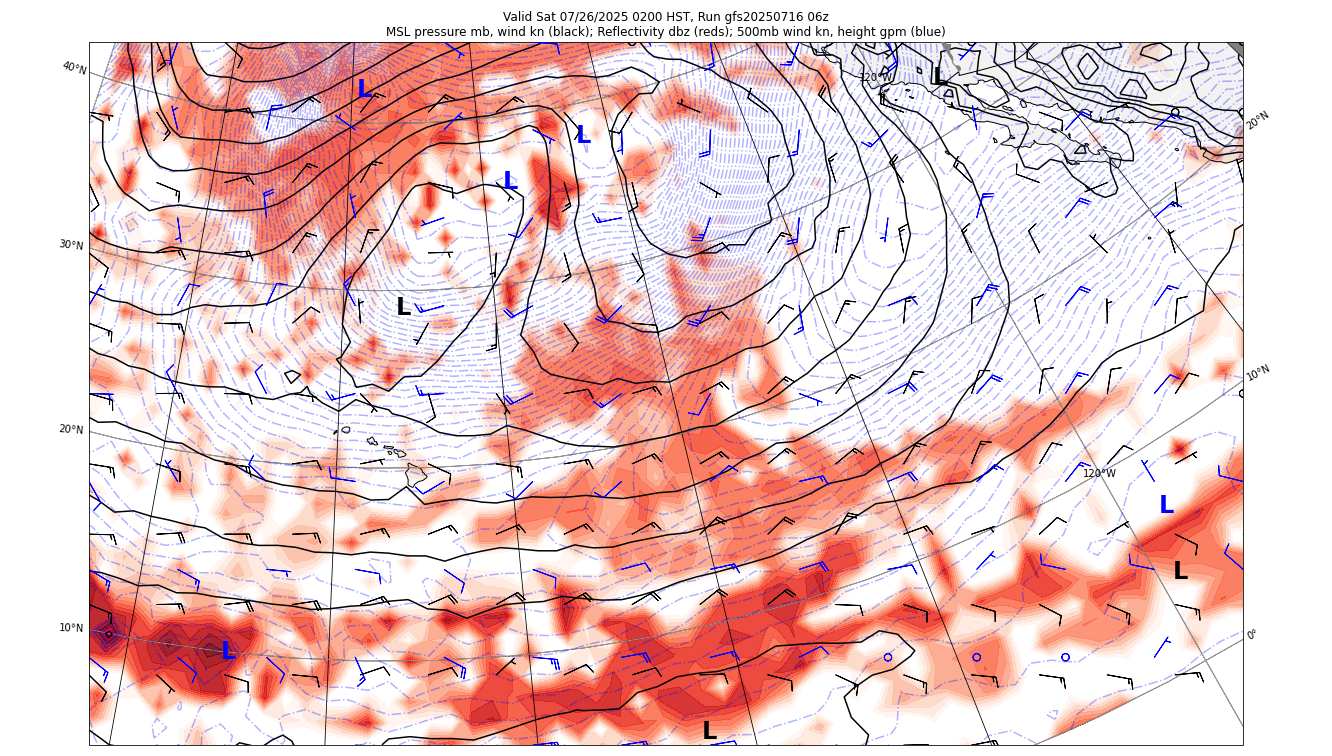 Valid Sat 07/26/2025 0200 HST, Run gfs20250716 06z
MSL pressure mb, wind kn (black); Reflectivity dbz (reds); 500mb wind kn, height gpm (blue)
40°N
120°W
L
L
20°N
L
L
30°N
L
10°N
20°N
120°W
L
L
10°N
0°
L
L